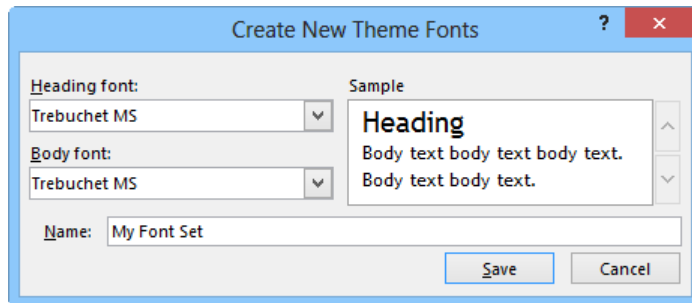 Create New Theme Fonts
? ×
Heading font:
Trebuchet MS
Body font:
Trebuchet MS
Sample
Heading
Body text body text body text.
Body text body text.
Name: My Font Set
Save Cancel